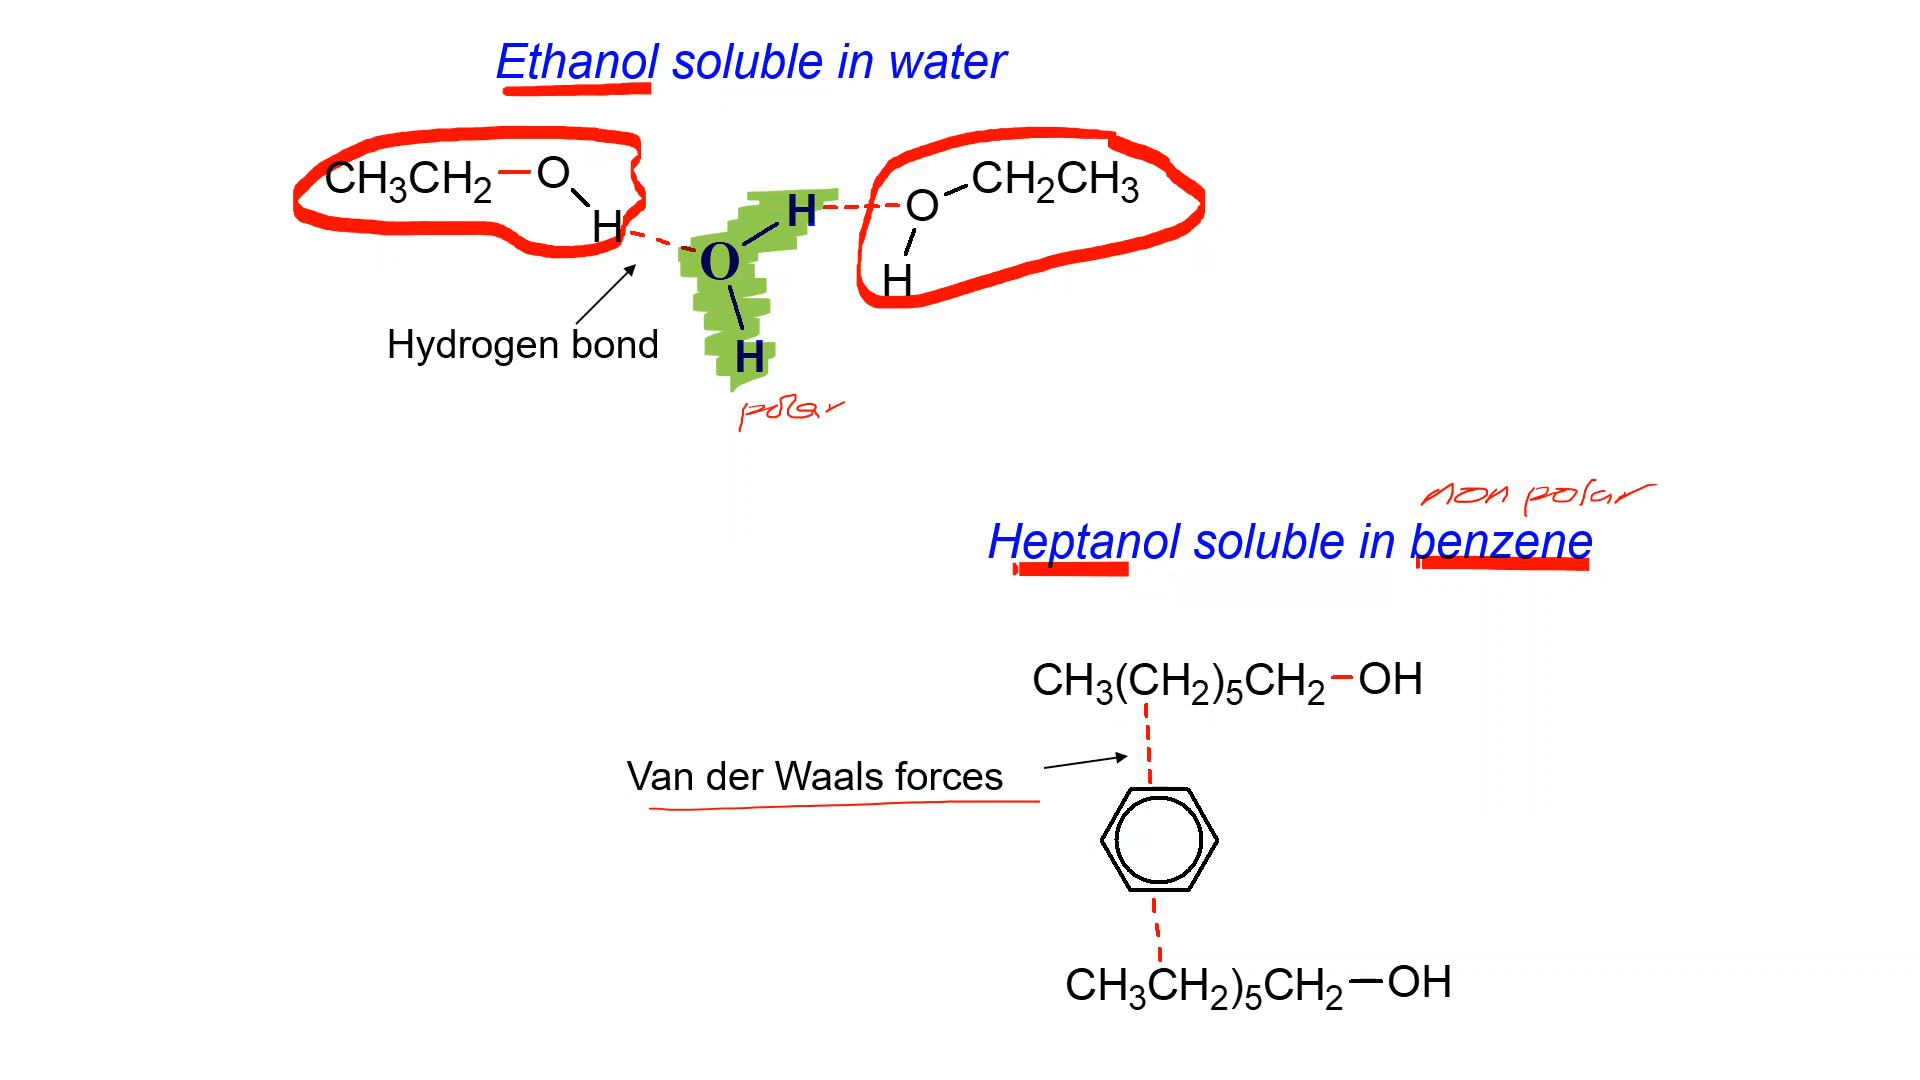 Ethanol soluble in water
CH3CH2—O
H
H
O
H
O—CH2CH3
H
Hydrogen bond
polar
non polar
Heptanol soluble in benzene
CH3(CH2)5CH2—OH
Van der Waals forces
CH3CH2)5CH2—OH